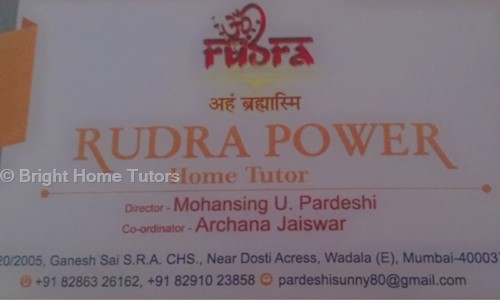 rudra
अहं ब्रह्मास्मि
RUDRA POWER
© Bright Home Tutors
Home Tutor
Director - Mohansing U. Pardeshi
Co-ordinator - Archana Jaiswar
20/2005, Ganesh Sai S.R.A. CHS., Near Dosti Acress, Wadala (E), Mumbai-400037
+91 82863 26162, +91 82910 23858 pardeshisunny80@gmail.com